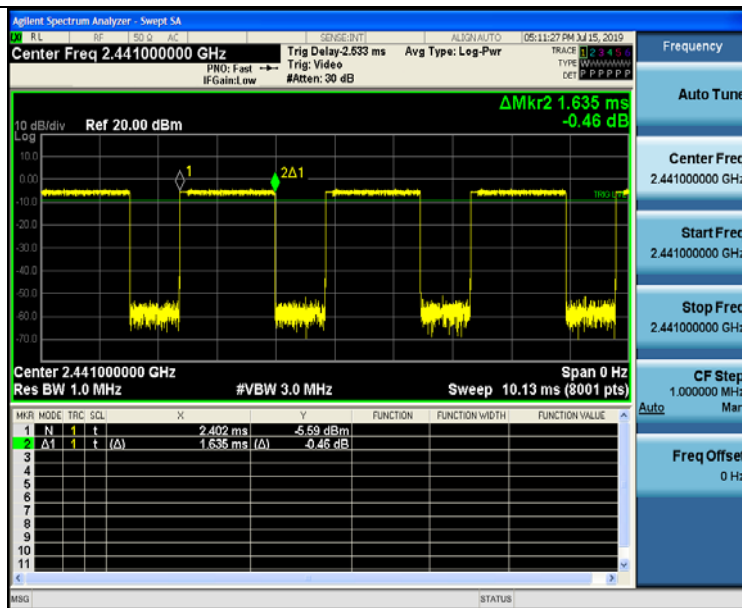 Agilent Spectrum Analyzer - Swept SA
LXI RL RF 50 Ω AC SENSE:INT ALIGN AUTO 05:11:27 PM Jul 15, 2019
Center Freq 2.441000000 GHz
PNO: Fast
IFGain:Low
Trig Delay-2.533 ms
Trig: Video
#Atten: 30 dB
Avg Type: Log-Pwr
TRACE 1 2 3 4 5 6
TYPE WWWWWW
DET P P P P P P
ΔMkr2 1.635 ms
-0.46 dB
10 dB/div Ref 20.00 dBm
Log
10.0
0.00
-10.0
-20.0
-30.0
-40.0
-50.0
-60.0
-70.0
1
2Δ1
Center 2.441000000 GHz Span 0 Hz
Res BW 1.0 MHz #VBW 3.0 MHz Sweep 10.13 ms (8001 pts)
MKR MODE TRC SCL X Y FUNCTION FUNCTION WIDTH FUNCTION VALUE
1 N 1 t 2.402 ms -5.59 dBm
2 Δ1 1 t (Δ) 1.635 ms (Δ) -0.46 dB
3
4
5
6
7
8
9
10
11
MSG STATUS
Frequency
Auto Tune
Center Freq
2.441000000 GHz
Start Freq
2.441000000 GHz
Stop Freq
2.441000000 GHz
CF Step
1.000000 MHz
Auto Man
Freq Offset
0 Hz